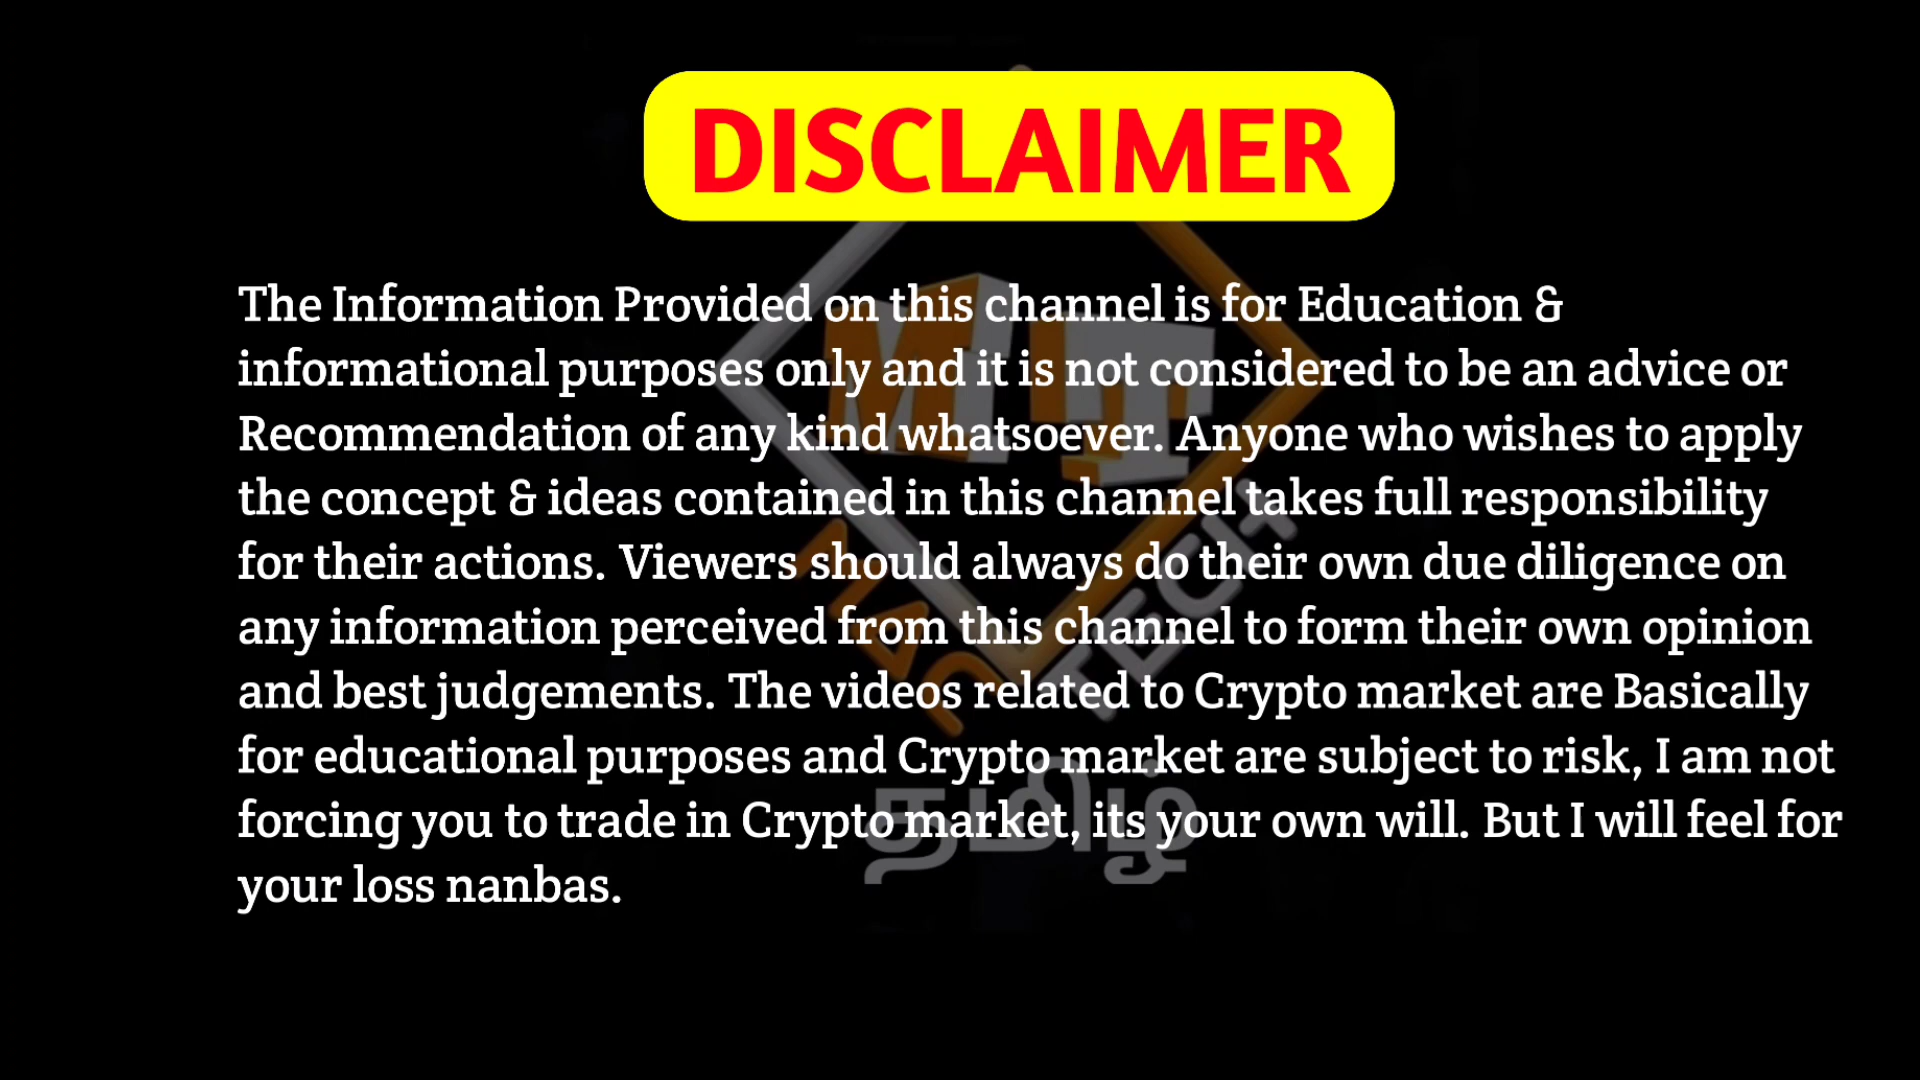 DISCLAIMER
The Information Provided on this channel is for Education &
informational purposes only and it is not considered to be an advice or
Recommendation of any kind whatsoever. Anyone who wishes to apply
the concept & ideas contained in this channel takes full responsibility
for their actions. Viewers should always do their own due diligence on
any information perceived from this channel to form their own opinion
and best judgements. The videos related to Crypto market are Basically
for educational purposes and Crypto market are subject to risk, I am not
forcing you to trade in Crypto market, its your own will. But I will feel for
your loss nanbas.
MT
TECH
தமிழ்